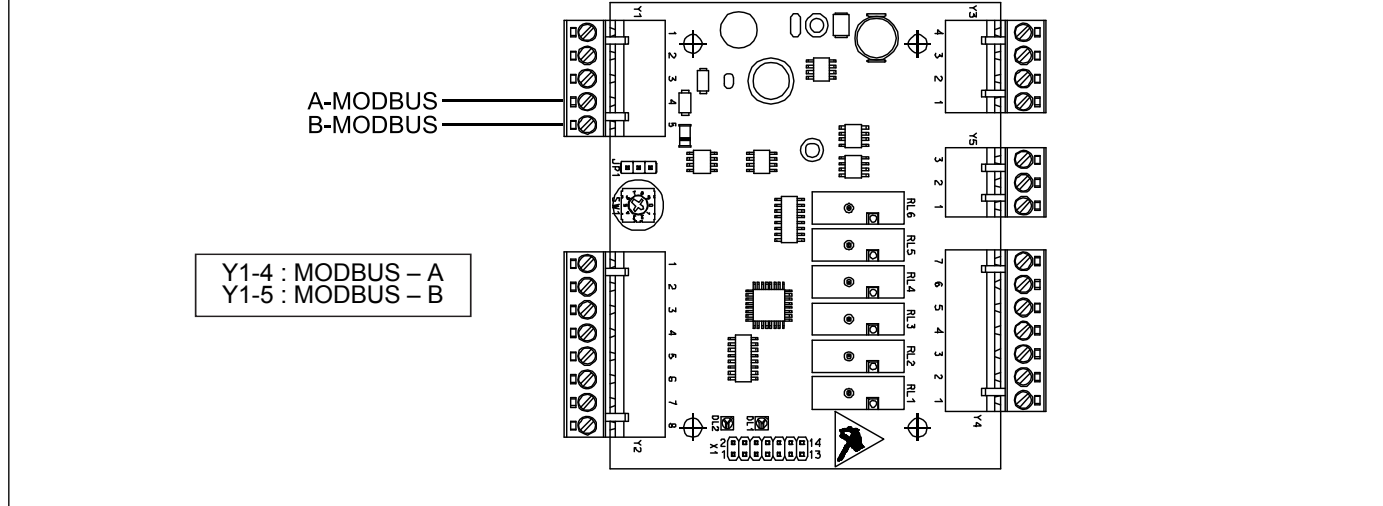 Y1
1
2
3
4
5
A-MODBUS
B-MODBUS
JP1
SW1
Y1-4 : MODBUS – A
Y1-5 : MODBUS – B
1
2
3
4
5
6
7
8
Y2
Y3
4
3
2
1
Y5
3
2
1
RL6
RL5
RL4
RL3
RL2
RL1
7
6
5
4
3
2
1
Y4
DL2
DL1
X1
2
1
14
13